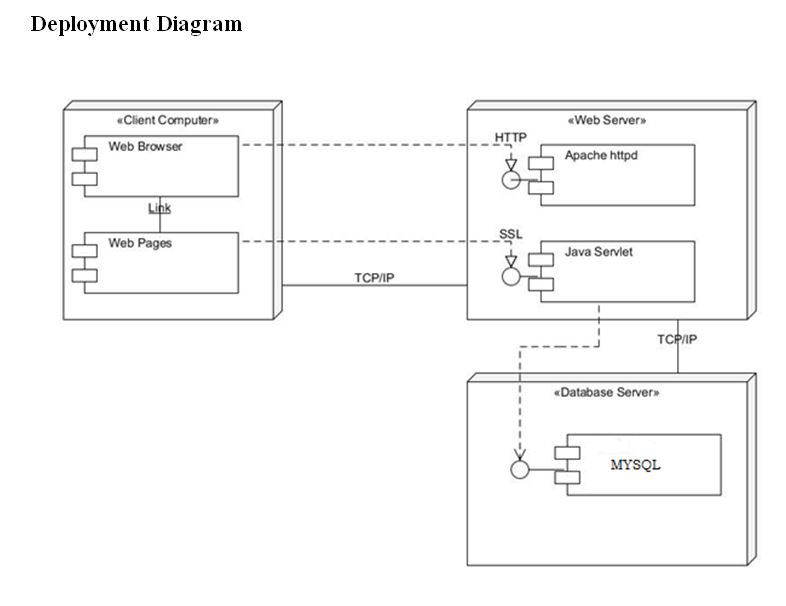 Deployment Diagram
«Client Computer»
Web Browser
Link
Web Pages
TCP/IP
«Web Server»
HTTP
Apache httpd
SSL
Java Servlet
TCP/IP
«Database Server»
MYSQL